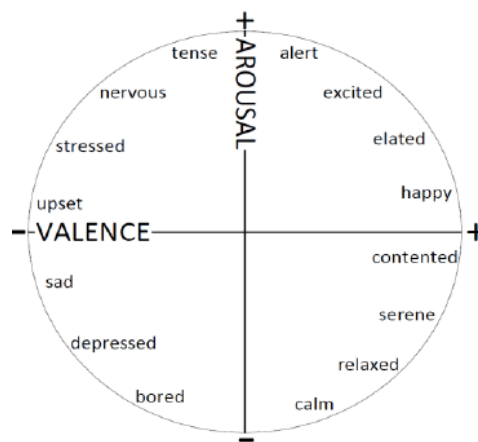 +
tense
alert
AROUSAL
nervous
excited
stressed
elated
upset
happy
- VALENCE +
contented
sad
serene
depressed
relaxed
bored
calm
-